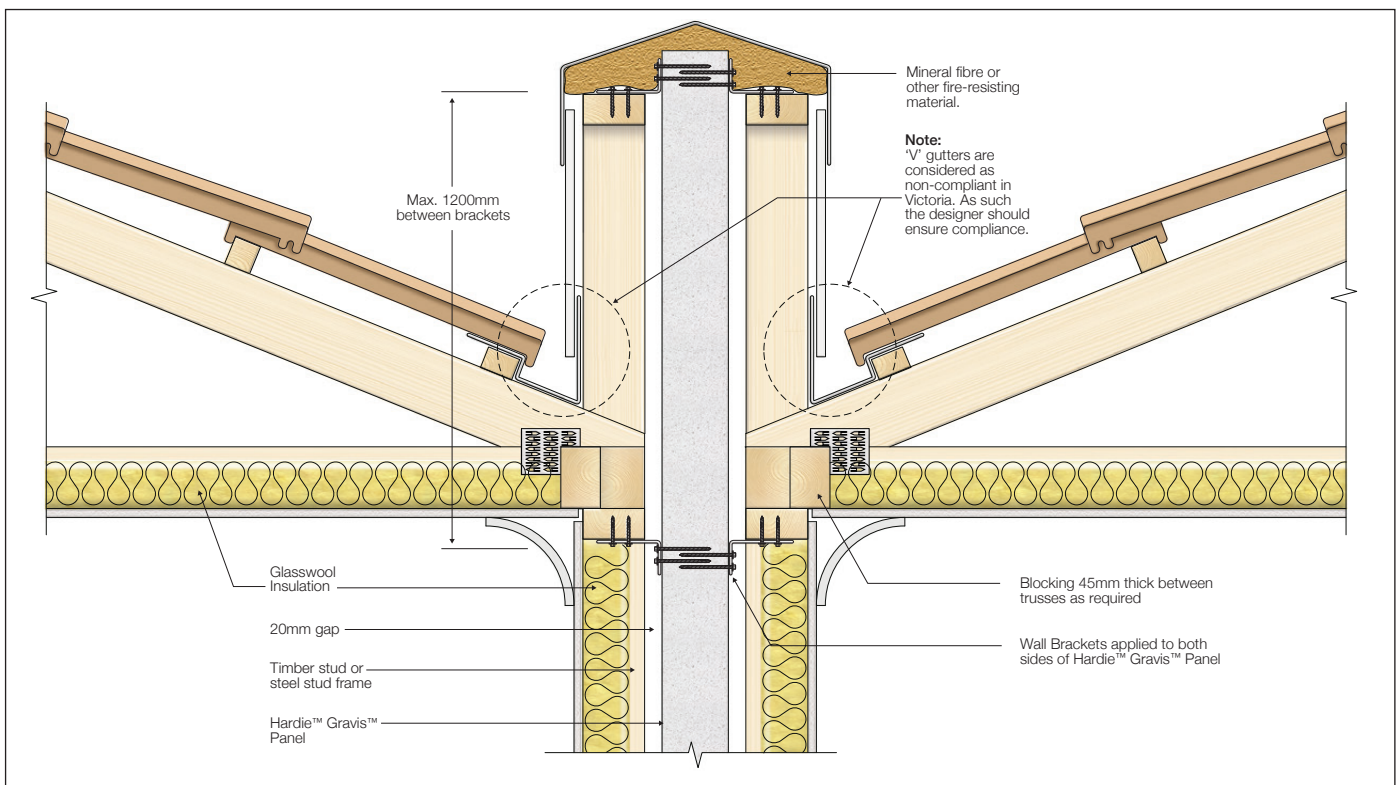 Mineral fibre or
other fire-resisting
material.
Note:
‘V’ gutters are
considered as
non-compliant in
Victoria. As such
the designer should
ensure compliance.
Max. 1200mm
between brackets
Glasswool
Insulation
20mm gap
Timber stud or
steel stud frame
Hardie™ Gravis™
Panel
Blocking 45mm thick between
trusses as required
Wall Brackets applied to both
sides of Hardie™ Gravis™ Panel